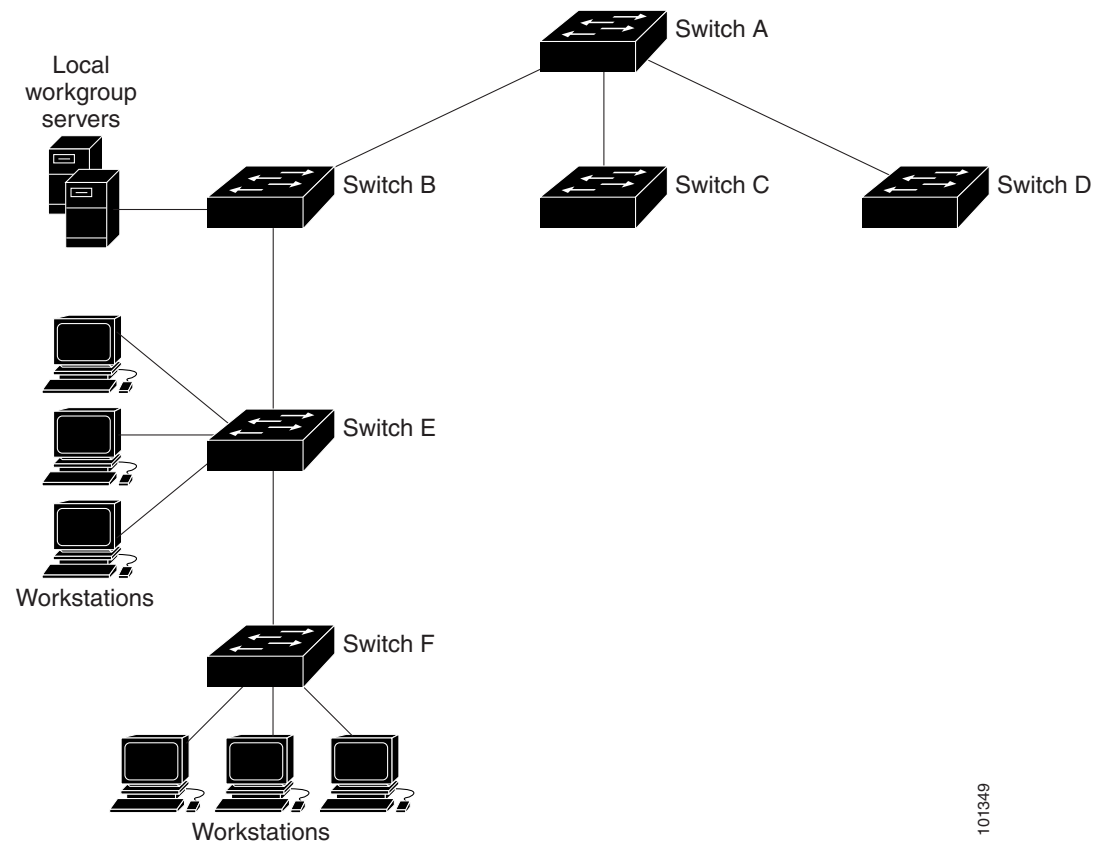 Switch A
Local
workgroup
servers
Switch B
Switch C
Switch D
Switch E
Workstations
Switch F
Workstations
101349